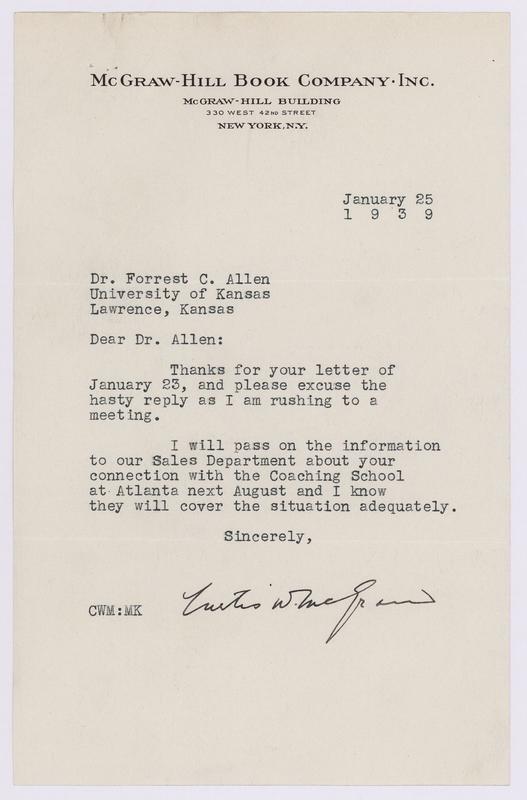 McGraw-Hill Book Company·Inc.
McGRAW-HILL BUILDING
330 WEST 42ND STREET
NEW YORK, N.Y.
January 25
1 9 3 9
Dr. Forrest C. Allen
University of Kansas
Lawrence, Kansas
Dear Dr. Allen:
Thanks for your letter of
January 23, and please excuse the
hasty reply as I am rushing to a
meeting.
I will pass on the information
to our Sales Department about your
connection with the Coaching School
at Atlanta next August and I know
they will cover the situation adequately.
Sincerely,
Curtis W. McGraw
CWM:MK